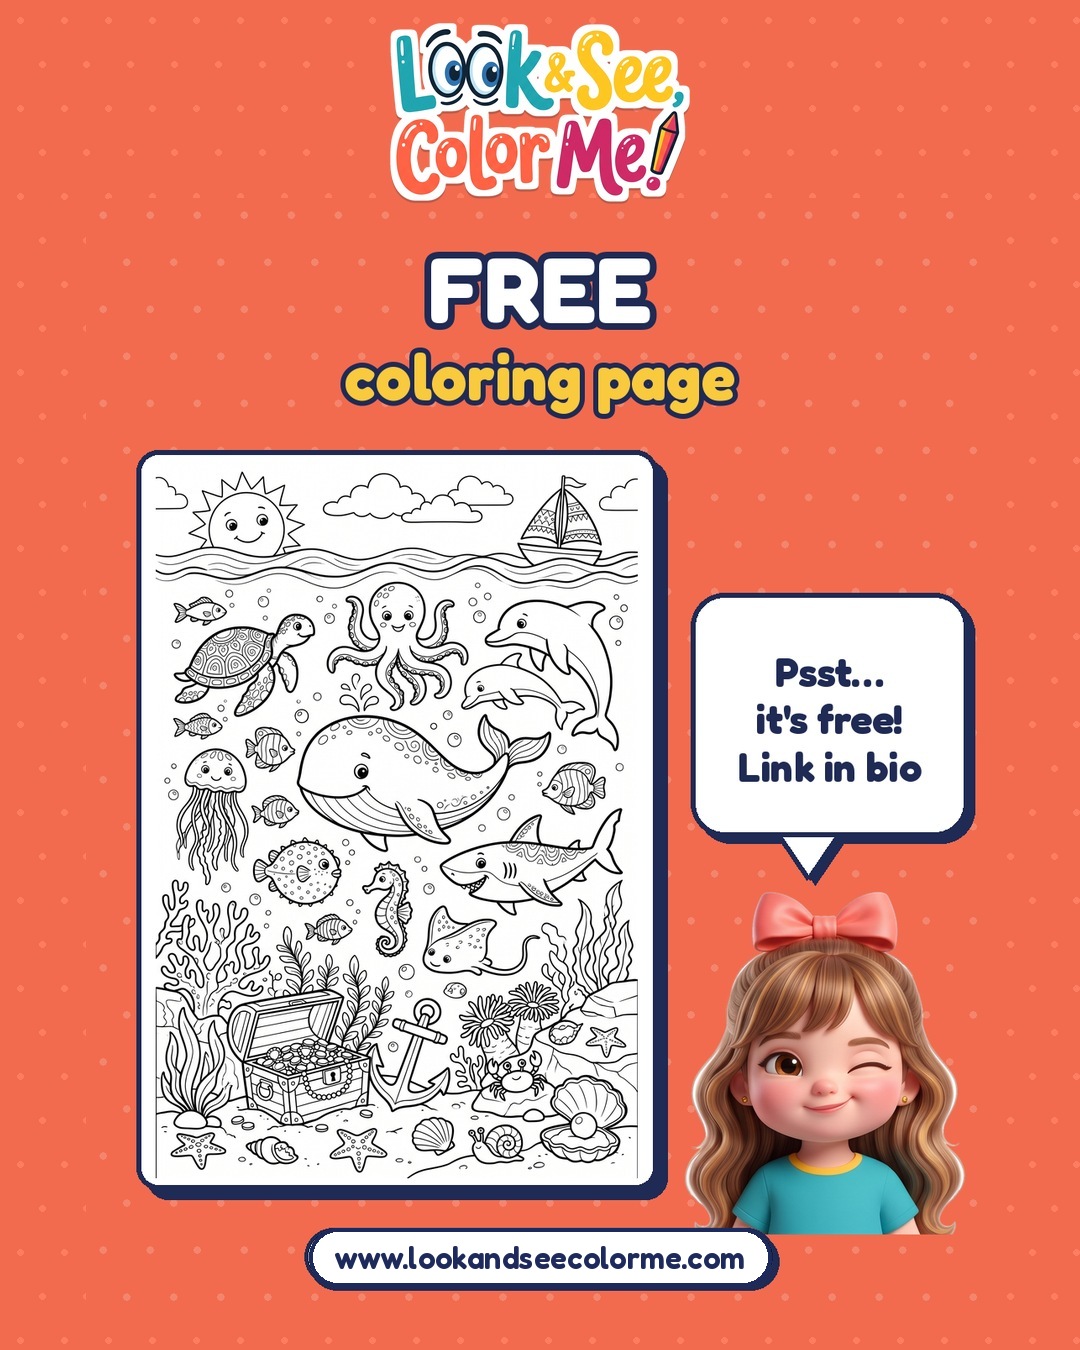 Look & See,
Color Me!
FREE
coloring page
Psst...
it's free!
Link in bio
www.lookandseecolorme.com